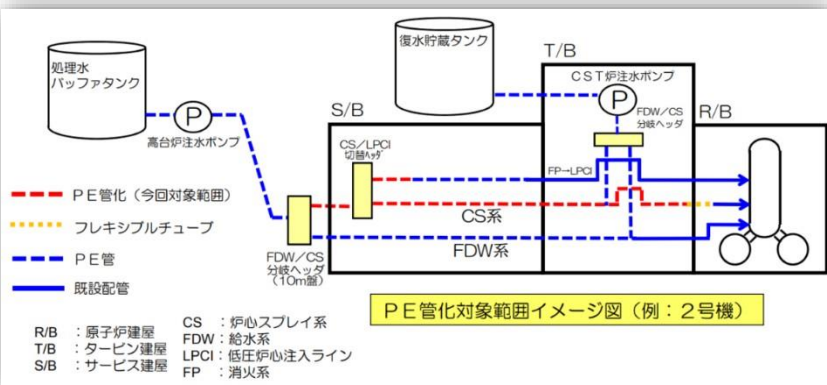 処理水
バッファタンク
P
高台炉注水ポンプ
復水貯蔵タンク
T/B
CST炉注水ポンプ
P
FDW/CS
分岐ヘッダ
S/B
R/B
CS/LPCI
切替ヘッダ
FP→LPCI
CS系
FDW系
FDW/CS
分岐ヘッダ
(10m盤)
PE管化(今回対象範囲)
フレキシブルチューブ
PE管
既設配管
PE管化対象範囲イメージ図(例:2号機)
R/B :原子炉建屋
T/B :タービン建屋
S/B :サービス建屋
CS :炉心スプレイ系
FDW:給水系
LPCI:低圧炉心注入ライン
FP :消火系